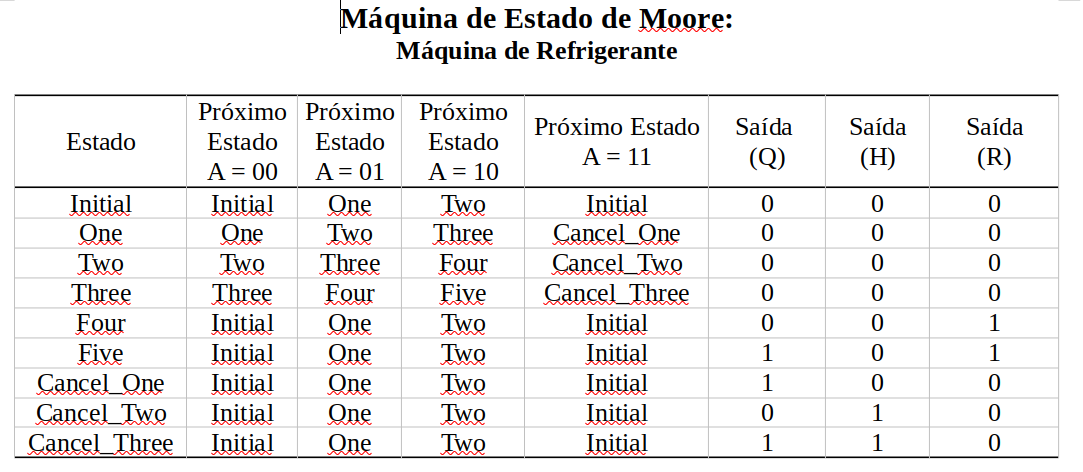 Máquina de Estado de Moore:
Máquina de Refrigerante
Estado Próximo Estado A = 00 Próximo Estado A = 01 Próximo Estado A = 10 Próximo Estado A = 11 Saída (Q) Saída (H) Saída (R)
Initial Initial One Two Initial 0 0 0
One One Two Three Cancel_One 0 0 0
Two Two Three Four Cancel_Two 0 0 0
Three Three Four Five Cancel_Three 0 0 0
Four Initial One Two Initial 0 0 1
Five Initial One Two Initial 1 0 1
Cancel_One Initial One Two Initial 1 0 0
Cancel_Two Initial One Two Initial 0 1 0
Cancel_Three Initial One Two Initial 1 1 0